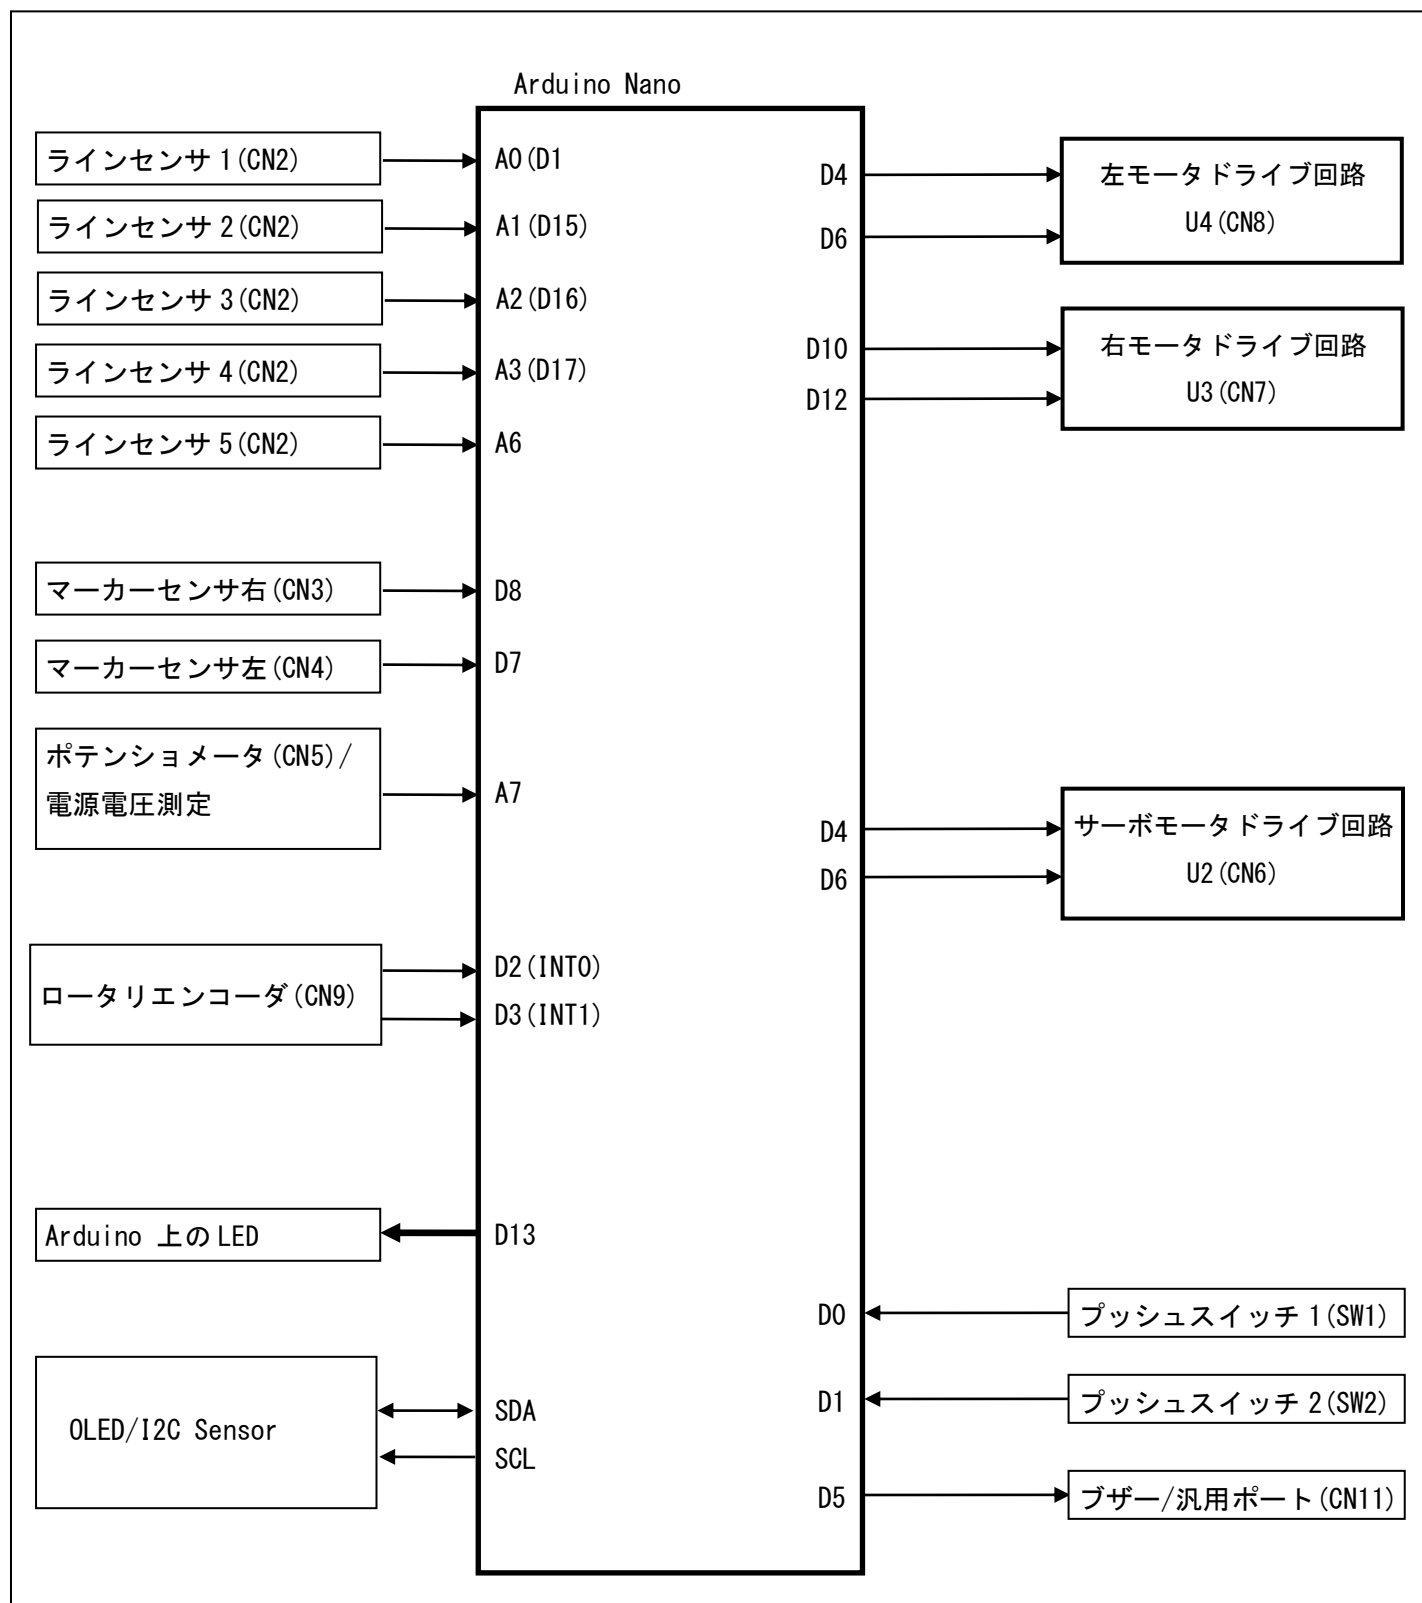 Arduino Nano
ラインセンサ 1(CN2)
ラインセンサ 2(CN2)
ラインセンサ 3(CN2)
ラインセンサ 4(CN2)
ラインセンサ 5(CN2)
マーカーセンサ右(CN3)
マーカーセンサ左(CN4)
ポテンショメータ(CN5)/
電源電圧測定
ロータリエンコーダ(CN9)
Arduino 上の LED
OLED/I2C Sensor
A0(D1
A1(D15)
A2(D16)
A3(D17)
A6
D8
D7
A7
D2(INT0)
D3(INT1)
D13
SDA
SCL
D4
D6
D10
D12
D4
D6
D0
D1
D5
左モータドライブ回路
U4(CN8)
右モータドライブ回路
U3(CN7)
サーボモータドライブ回路
U2(CN6)
プッシュスイッチ 1(SW1)
プッシュスイッチ 2(SW2)
ブザー/汎用ポート(CN11)